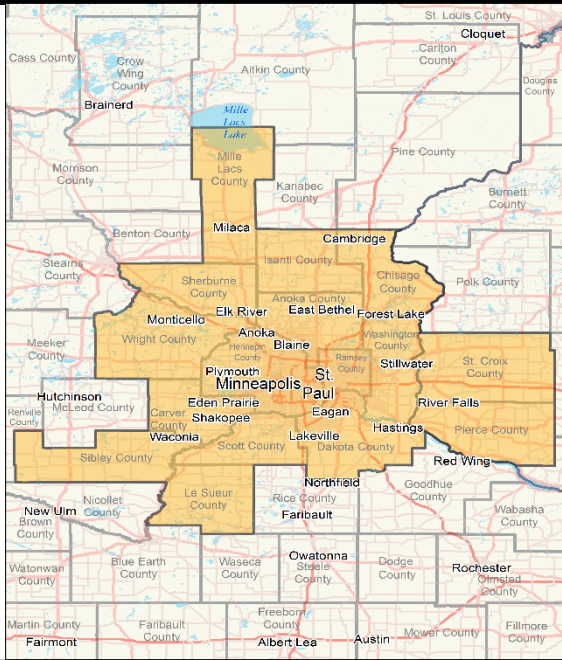 St. Louis County
Cloquet
Cass County
Crow
Wing
County
Aitkin County
Carlton
County
Douglas
County
Brainerd
Mille
Lacs
Lake
Pine County
Mille
Lacs
County
Morrison
County
Kanabec
County
Burnett
County
Benton County
Milaca
Cambridge
Stearns
County
Isanti County
Sherburne
County
Chisago
County
Polk County
Anoka County
Elk River
East Bethel
Forest Lake
Monticello
Anoka
Washington
County
Wright County
Blaine
Meeker
County
Hennepin
County
Ramsey
County
Stillwater
St. Croix
County
Plymouth
Minneapolis
St.
Paul
Hutchinson
McLeod County
Renville
County
Carver
County
Eden Prairie
Shakopee
Eagan
River Falls
Waconia
Lakeville
Hastings
Pierce County
Sibley County
Scott County
Dakota County
Red Wing
Le Sueur
County
Northfield
Rice County
Goodhue
County
Nicollet
County
New Ulm
Brown
County
Faribault
Wabasha
County
Watonwan
County
Blue Earth
County
Waseca
County
Owatonna
Steele
County
Dodge
County
Rochester
Olmsted
County
Martin County
Fairmont
Faribault
County
Freeborn
County
Albert Lea
Austin
Mower County
Fillmore
County